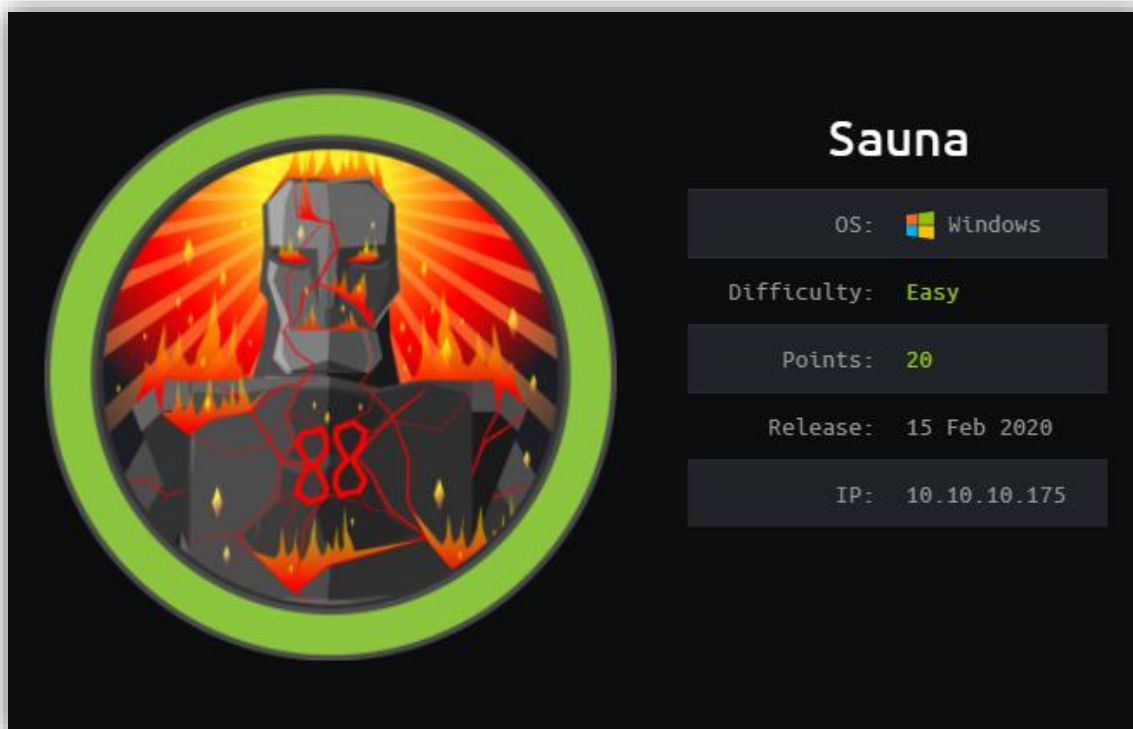 Sauna
OS: Windows
Difficulty: Easy
Points: 20
Release: 15 Feb 2020
IP: 10.10.10.175
88